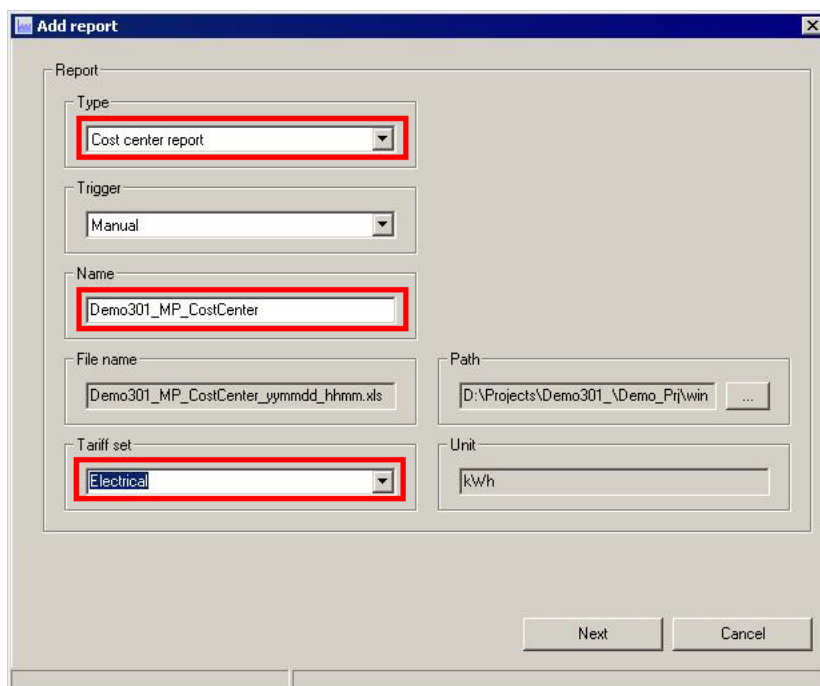 Add report
Report
Type
Cost center report
Trigger
Manual
Name
Demo301_MP_CostCenter
File name
Demo301_MP_CostCenter_yymmdd_hhmm.xls
Path
D:\Projects\Demo301_\Demo_Prj\win
...
Tariff set
Electrical
Unit
kWh
Next
Cancel